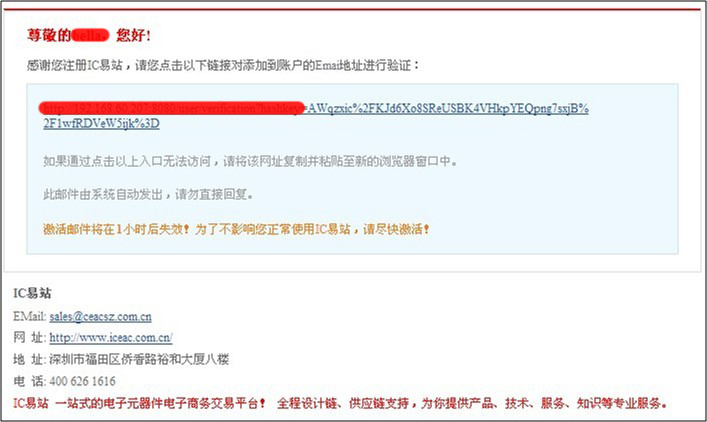 尊敬的 您好!
感谢您注册IC易站，请您点击以下链接对添加到账户的Email地址进行验证：
=AWqzxic%2FKJd6Xo8SReUSBK4VHkpYEQpng7sxjB%
2F1wfRDVeW5ijk%3D
如果通过点击以上入口无法访问，请将该网址复制并粘贴至新的浏览器窗口中。
此邮件由系统自动发出，请勿直接回复。
激活邮件将在1小时后失效！为了不影响您正常使用IC易站，请尽快激活！
IC易站
EMail: sales@ceacsz.com.cn
网 址: http://www.iceac.com.cn/
地 址: 深圳市福田区侨香路裕和大厦八楼
电 话: 400 626 1616
IC易站 一站式的电子元器件电子商务交易平台！ 全程设计链、供应链支持，为你提供产品、技术、服务、知识等专业服务。